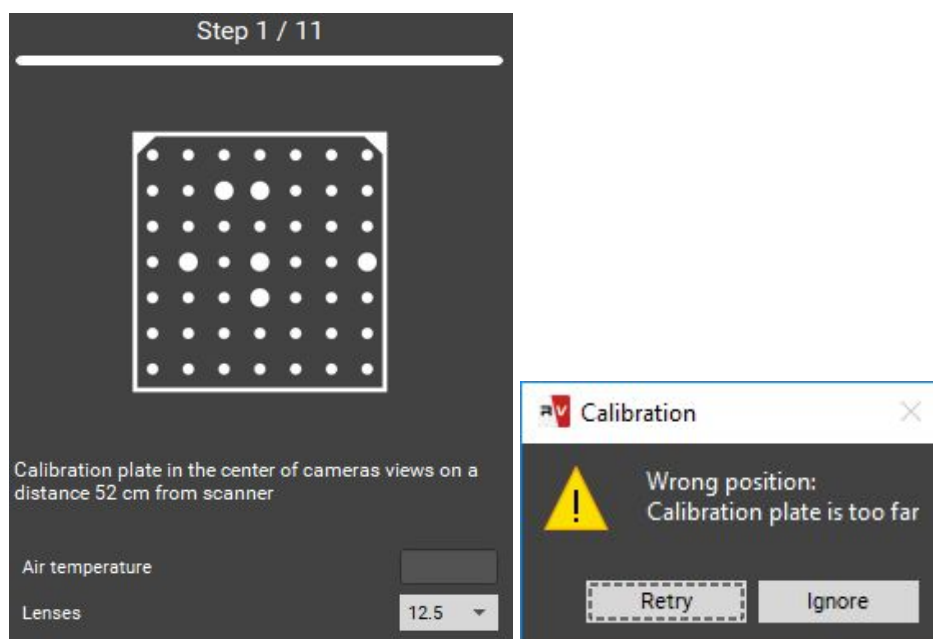 Step 1 / 11
Calibration plate in the center of cameras views on a
distance 52 cm from scanner
Air temperature
Lenses
12.5
RV Calibration
Wrong position:
Calibration plate is too far
Retry
Ignore